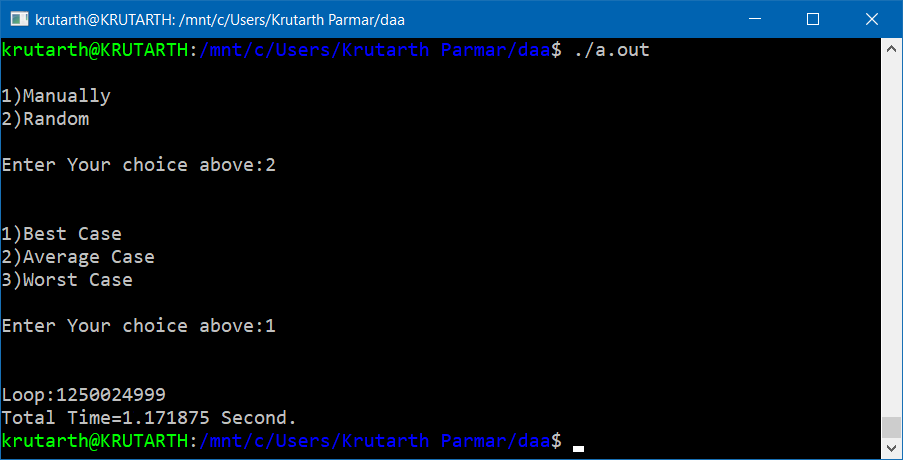 krutarth@KRUTARTH: /mnt/c/Users/Krutarth Parmar/daa
krutarth@KRUTARTH:/mnt/c/Users/Krutarth Parmar/daa$ ./a.out
1)Manually
2)Random
Enter Your choice above:2
1)Best Case
2)Average Case
3)Worst Case
Enter Your choice above:1
Loop:1250024999
Total Time=1.171875 Second.
krutarth@KRUTARTH:/mnt/c/Users/Krutarth Parmar/daa$